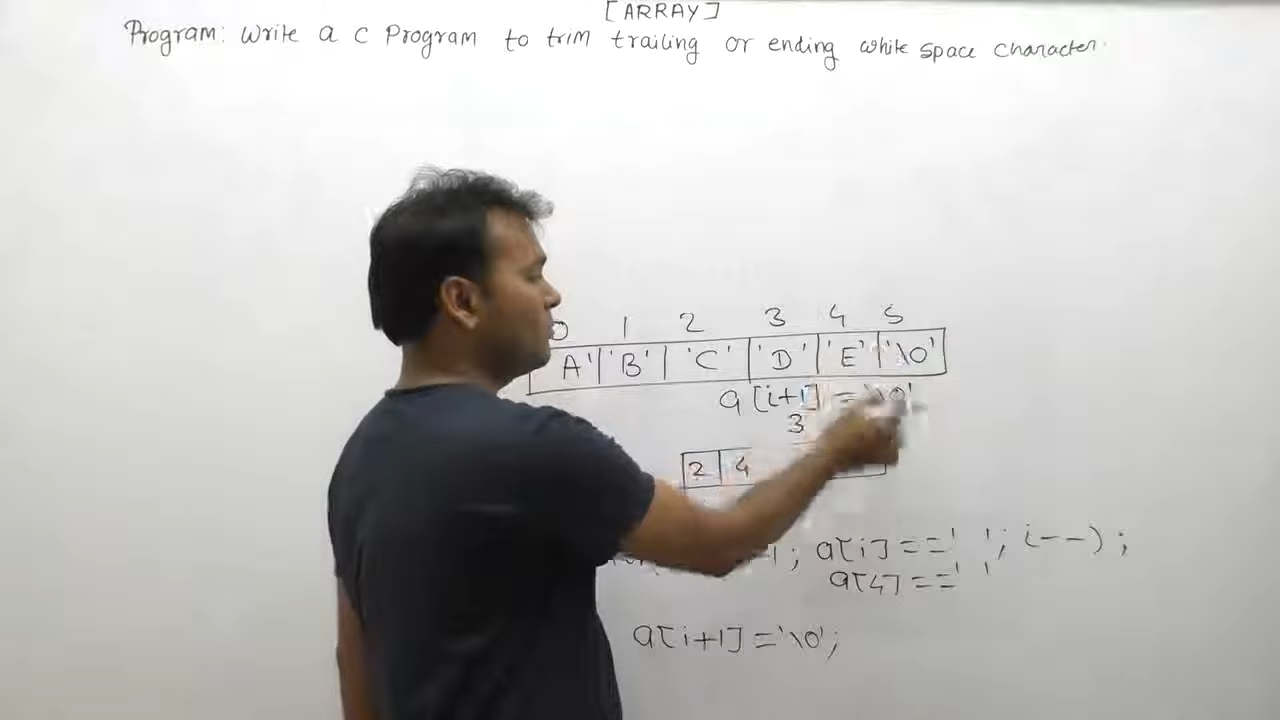 [ARRAY]
Program: Write a C Program to trim trailing or ending white space character.
0 1 2 3 4 5
A' 'B' 'C' 'D' 'E' '\0'
a[i+1] = '\0'
3
2 4
1; a[i]==' '; i--);
a[4]==' '
a[i+1]='\0';